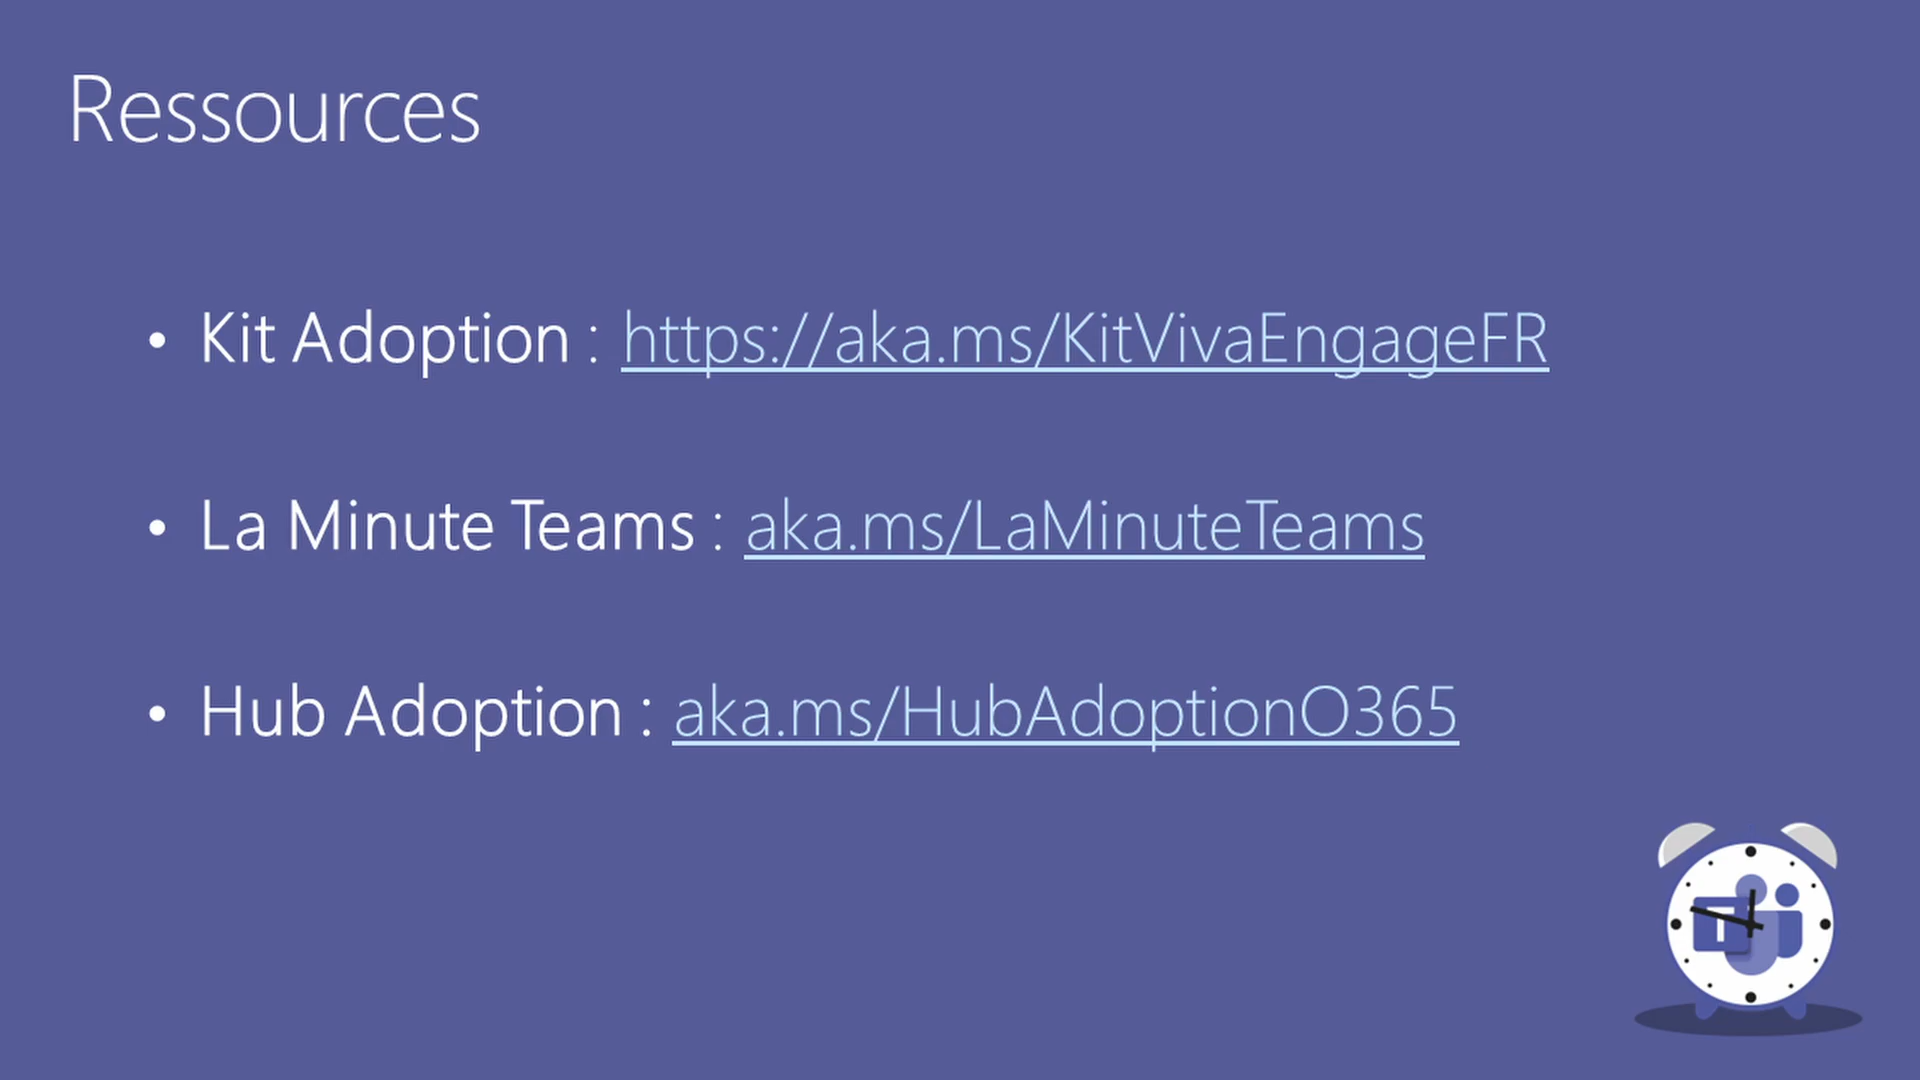 Ressources
• Kit Adoption : https://aka.ms/KitVivaEngageFR
• La Minute Teams : aka.ms/LaMinuteTeams
• Hub Adoption : aka.ms/HubAdoptionO365
T